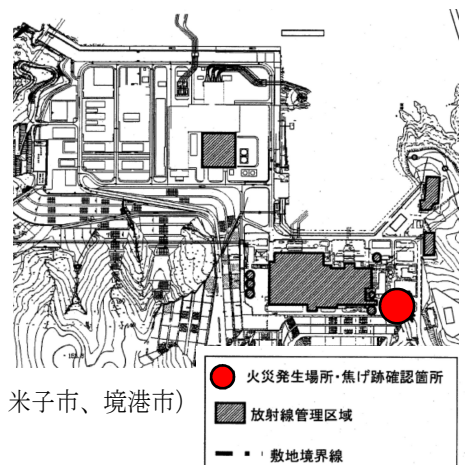 米子市、境港市)
火災発生場所・焦げ跡確認箇所
放射線管理区域
敷地境界線